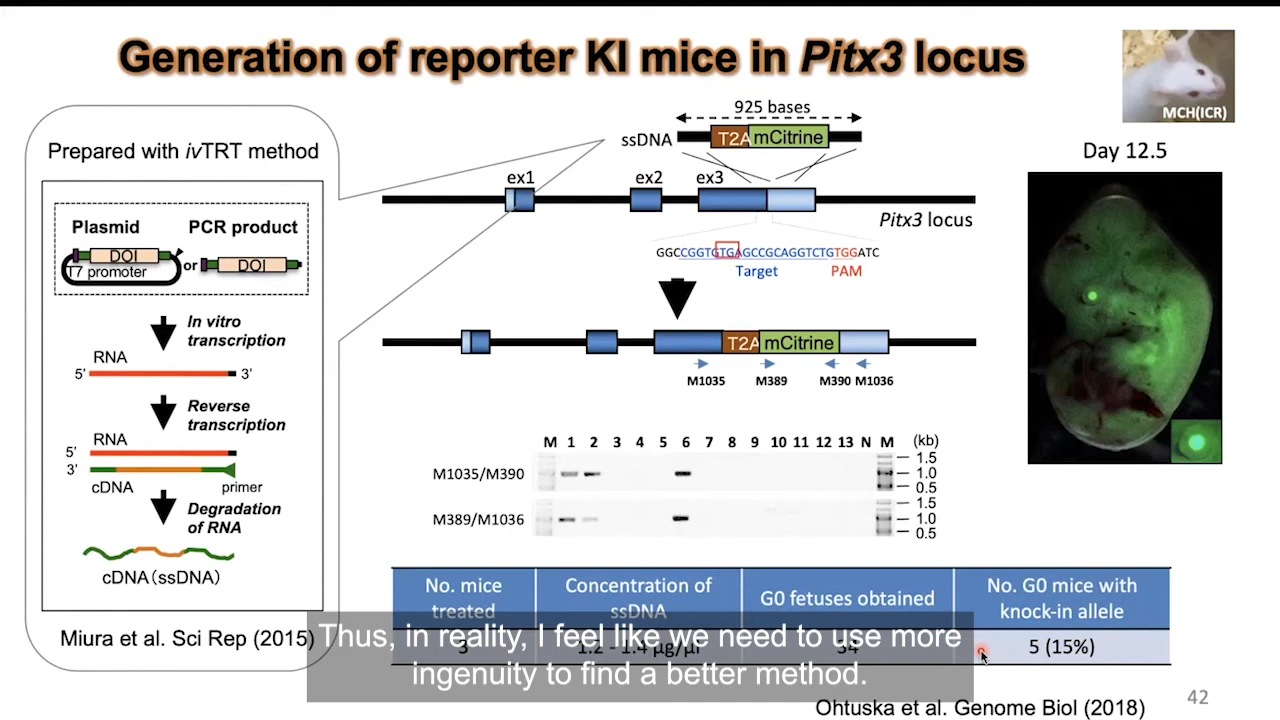 Generation of reporter KI mice in Pitx3 locus
MCH(ICR)
Prepared with ivTRT method
Plasmid
PCR product
DOI
T7 promoter
or
DOI
In vitro
transcription
RNA
5’
3’
Reverse
transcription
RNA
5’
3’
cDNA
primer
Degradation
of RNA
cDNA(ssDNA)
Miura et al. Sci Rep (2015)
925 bases
ssDNA
T2A
mCitrine
ex1
ex2
ex3
Pitx3 locus
GGCCGGTGTGAGCCGCAGGTCTGTGGATC
Target
PAM
T2A
mCitrine
M1035
M389
M390
M1036
M 1 2 3 4 5 6 7 8 9 10 11 12 13 N M
(kb)
M1035/M390
1.5
1.0
0.5
M389/M1036
1.5
1.0
0.5
Day 12.5
No. mice
treated
Concentration of
ssDNA
G0 fetuses obtained
No. G0 mice with
knock-in allele
3
1.2 - 1.4 μg/μl
34
5 (15%)
Thus, in reality, I feel like we need to use more
ingenuity to find a better method.
Ohtuska et al. Genome Biol (2018)
42